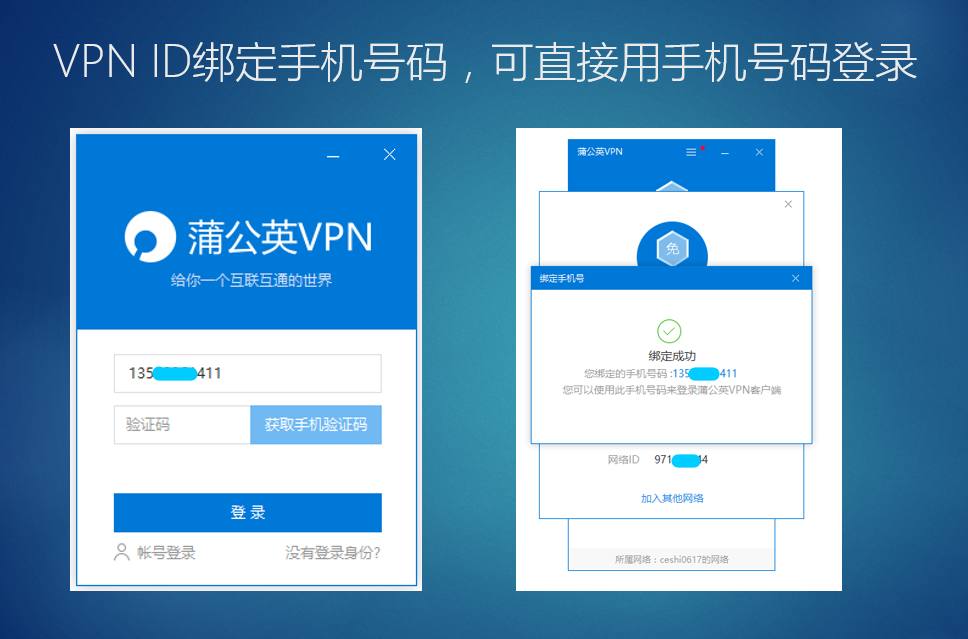 VPN ID绑定手机号码，可直接用手机号码登录
蒲公英VPN
给你一个互联互通的世界
135 411
验证码
获取手机验证码
登 录
帐号登录
没有登录身份?
蒲公英VPN
免
绑定手机号
绑定成功
您绑定的手机号码:135 411
您可以使用此手机号码来登录蒲公英VPN客户端
网络ID 971 4
加入其他网络
所属网络：ceshi0617的网络